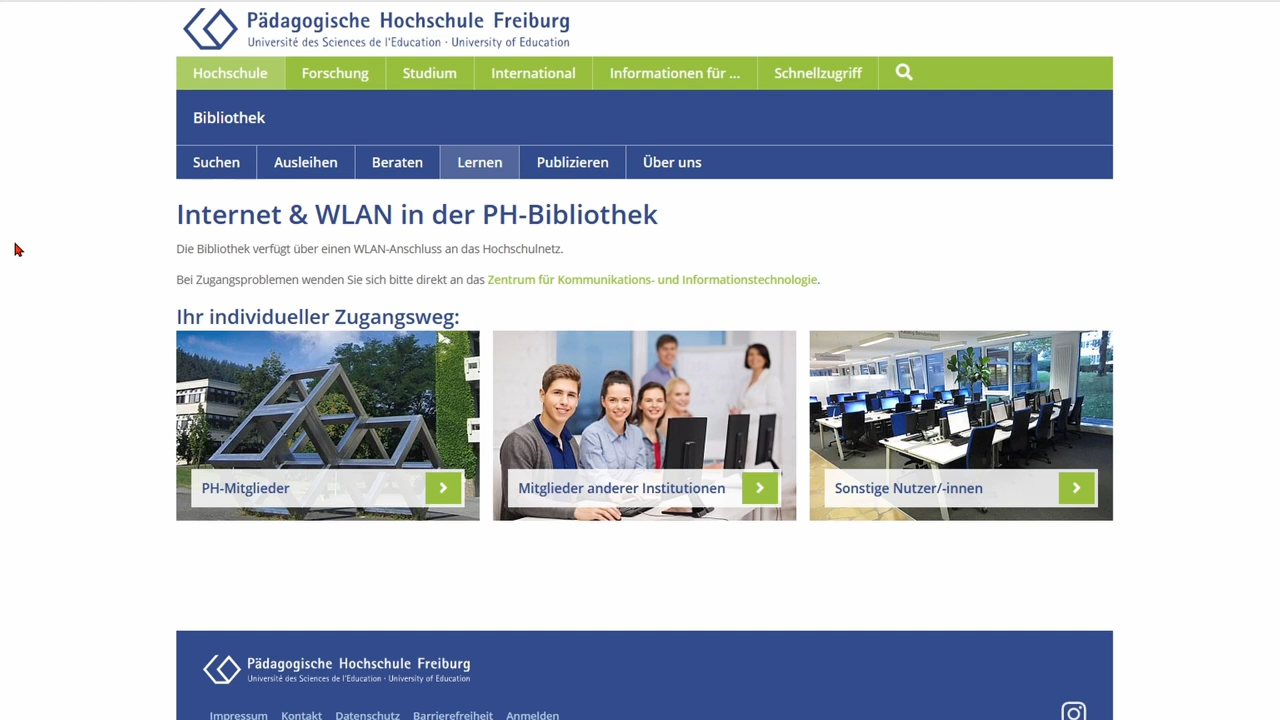 Pädagogische Hochschule Freiburg
Université des Sciences de l'Education · University of Education
Hochschule Forschung Studium International Informationen für ... Schnellzugriff
Bibliothek
Suchen Ausleihen Beraten Lernen Publizieren Über uns
Internet & WLAN in der PH-Bibliothek
Die Bibliothek verfügt über einen WLAN-Anschluss an das Hochschulnetz.
Bei Zugangsproblemen wenden Sie sich bitte direkt an das Zentrum für Kommunikations- und Informationstechnologie.
Ihr individueller Zugangsweg:
PH-Mitglieder
Mitglieder anderer Institutionen
Sonstige Nutzer/-innen
Pädagogische Hochschule Freiburg
Université des Sciences de l'Education · University of Education
Impressum Kontakt Datenschutz Barrierefreiheit Anmelden